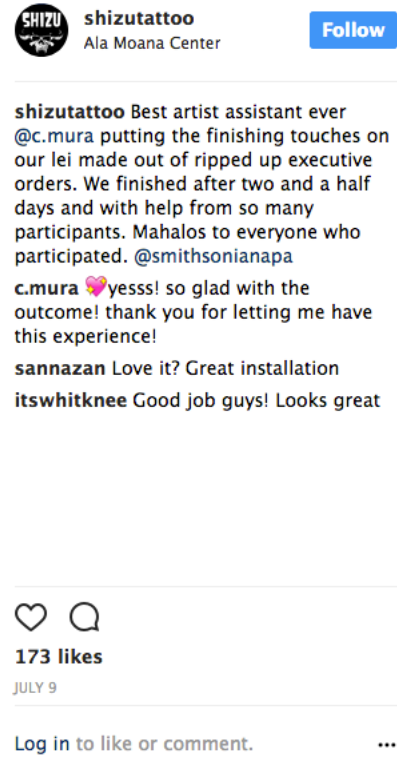 SHIZU
shizutattoo
Ala Moana Center
Follow
shizutattoo Best artist assistant ever
@c.mura putting the finishing touches on
our lei made out of ripped up executive
orders. We finished after two and a half
days and with help from so many
participants. Mahalos to everyone who
participated. @smithsonianapa
c.mura 💘yesss! so glad with the
outcome! thank you for letting me have
this experience!
sannazan Love it? Great installation
itswhitknee Good job guys! Looks great
173 likes
JULY 9
Log in to like or comment.